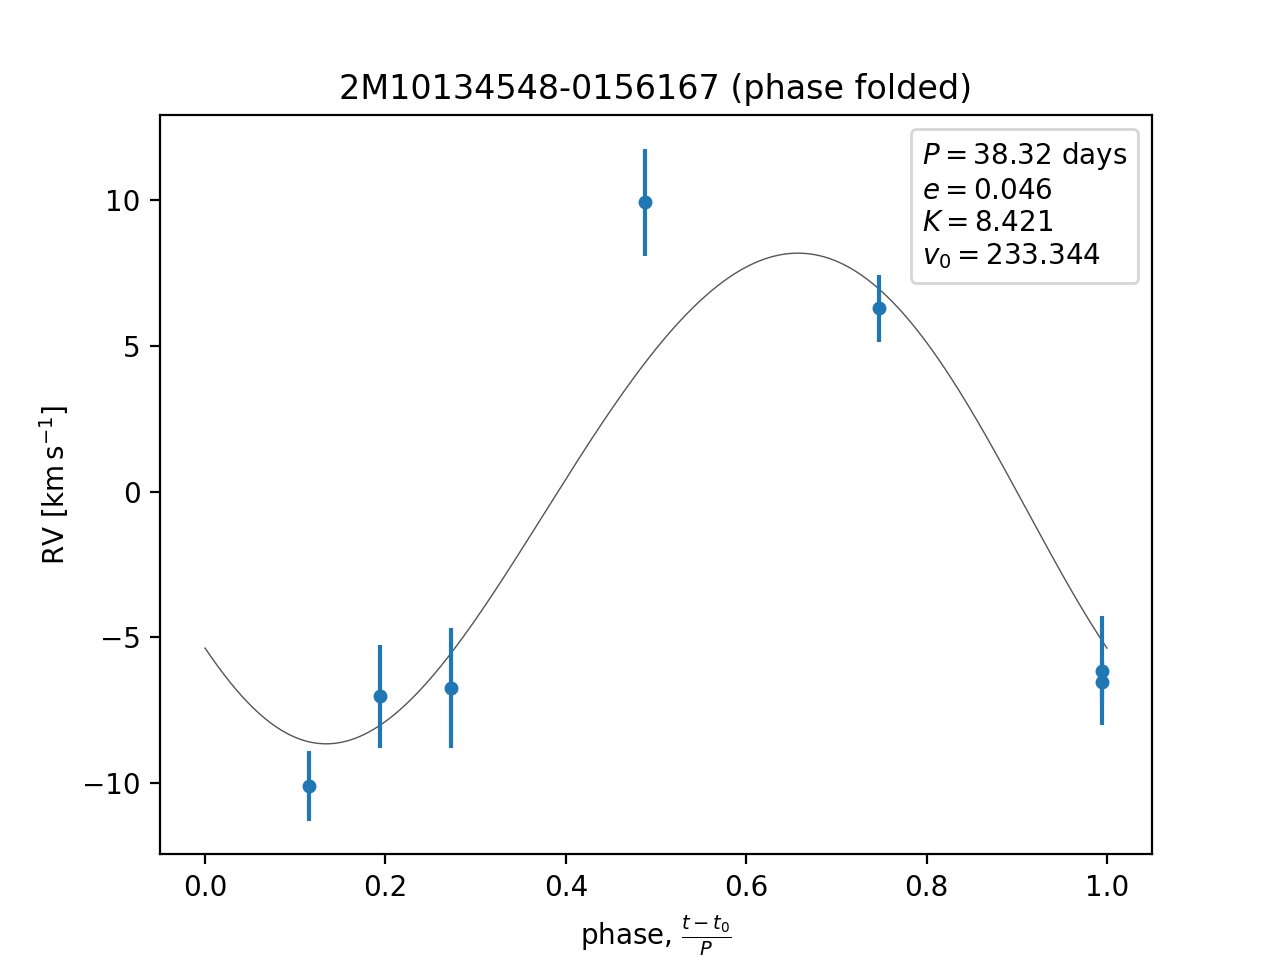 2M10134548-0156167 (phase folded)
P = 38.32 days
e = 0.046
K = 8.421
v₀ = 233.344
RV [km s⁻¹]
10
5
0
−5
−10
0.0 0.2 0.4 0.6 0.8 1.0
phase, (t − t₀)/P